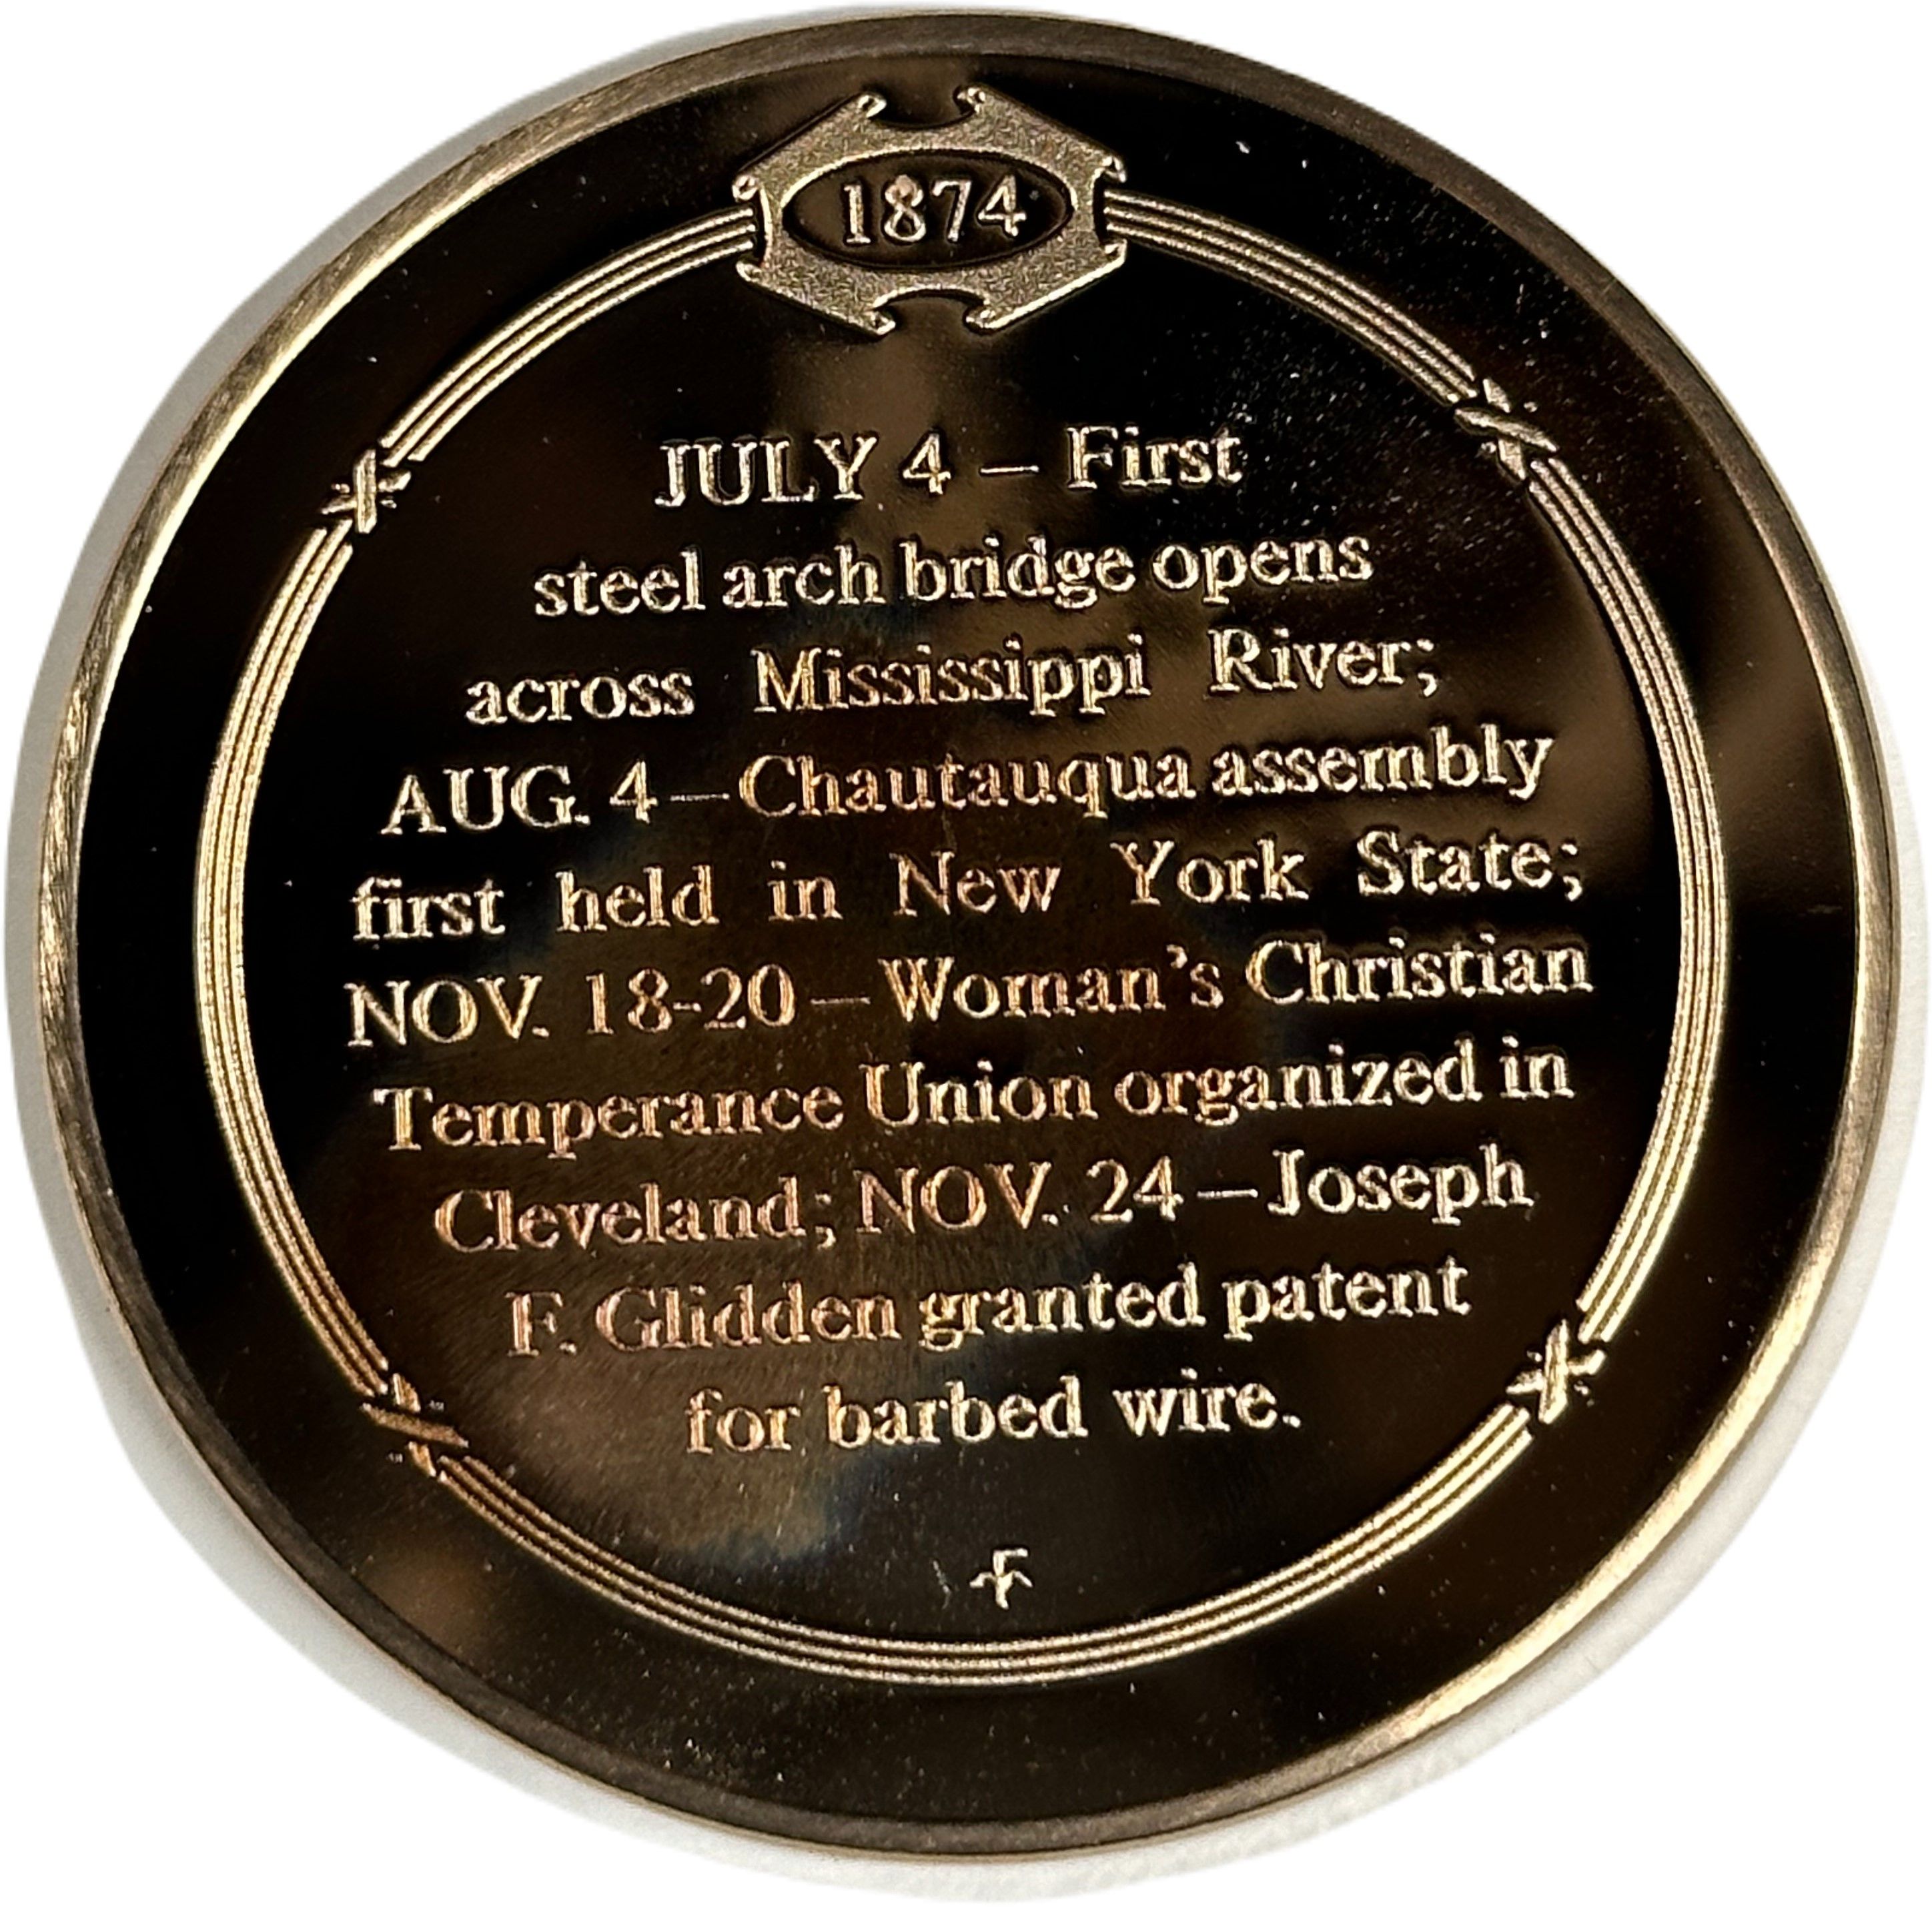 1874
JULY 4 – First
steel arch bridge opens
across Mississippi River;
AUG. 4 – Chautauqua assembly
first held in New York State;
NOV. 18-20 – Woman's Christian
Temperance Union organized in
Cleveland; NOV. 24 – Joseph
F. Glidden granted patent
for barbed wire.